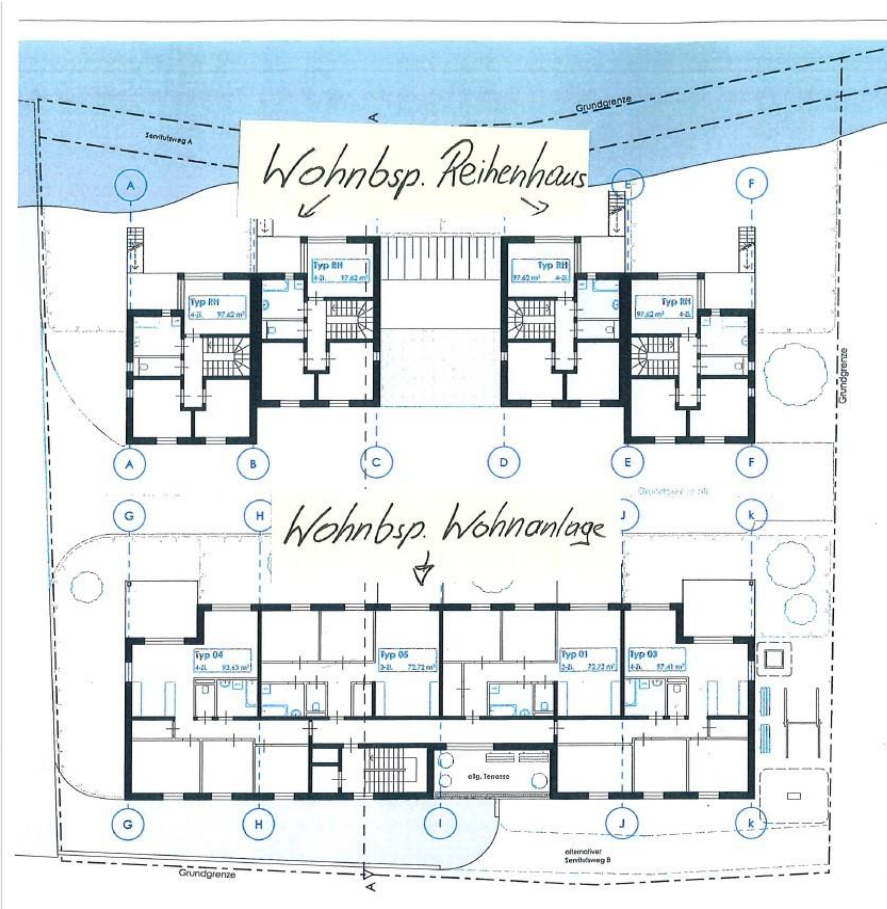 Grundgrenze
Servitutsweg A
A
Wohnbsp. Reihenhaus
A
E
F
Typ RH
4-Zi. 97.62 m²
Typ RH
97.62 m² 4-Zi.
Typ RH
4-Zi. 97.62 m²
Typ RH
97.62 m² 4-Zi.
Grundgrenze
A
B
C
D
E
F
G
H
J
k
Wohnbsp. Wohnanlage
Typ 04
4-Zi. 93.63 m²
Typ 05
3-Zi. 72.72 m²
Typ 01
3-Zi. 72.72 m²
Typ 03
4-Zi. 97.41 m²
allg. Terrasse
G
H
I
J
k
alternativer
Servitutsweg B
Grundgrenze
A